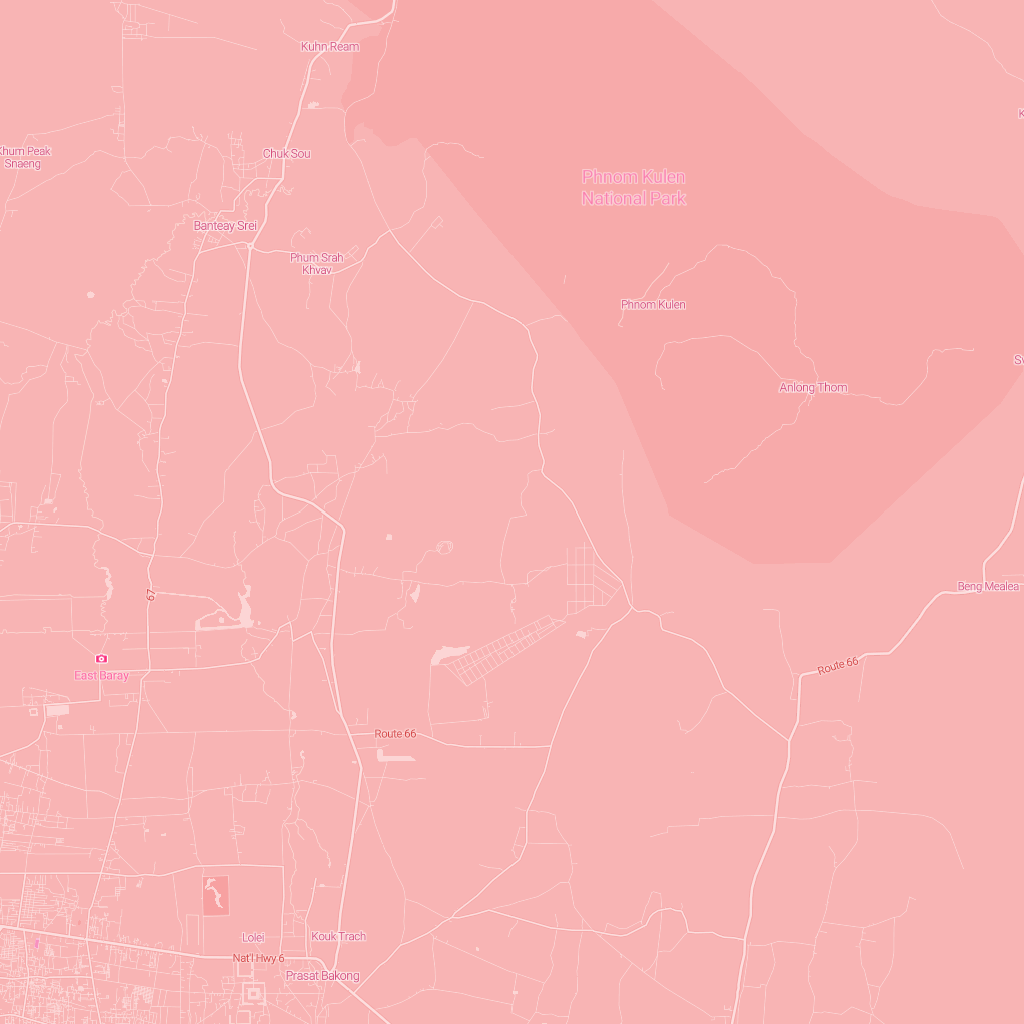 Kuhn Ream
Khum Peak
Snaeng
Chuk Sou
Phnom Kulen
National Park
Banteay Srei
Phum Srah
Khvav
Phnom Kulen
Anlong Thom
Beng Mealea
67
Route 66
East Baray
Route 66
Lolei
Kouk Trach
Nat'l Hwy 6
Prasat Bakong